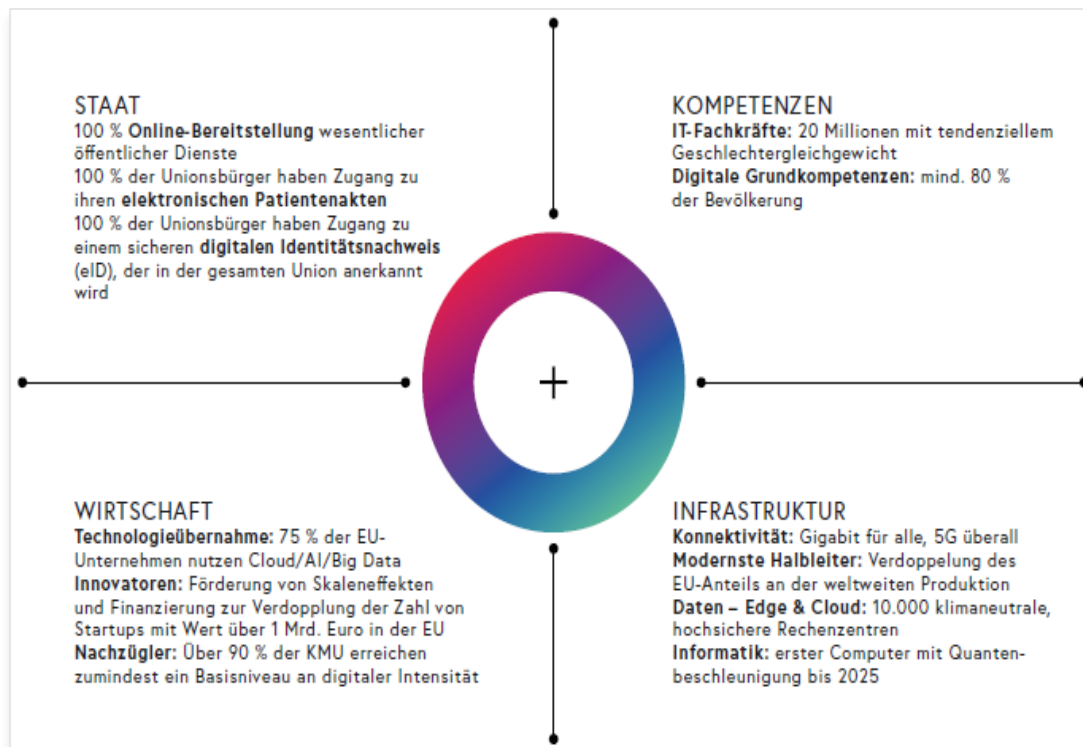 STAAT
100 % Online-Bereitstellung wesentlicher
öffentlicher Dienste
100 % der Unionsbürger haben Zugang zu
ihren elektronischen Patientenakten
100 % der Unionsbürger haben Zugang zu
einem sicheren digitalen Identitätsnachweis
(eID), der in der gesamten Union anerkannt
wird
KOMPETENZEN
IT-Fachkräfte: 20 Millionen mit tendenziellem
Geschlechtergleichgewicht
Digitale Grundkompetenzen: mind. 80 %
der Bevölkerung
WIRTSCHAFT
Technologieübernahme: 75 % der EU-
Unternehmen nutzen Cloud/AI/Big Data
Innovatoren: Förderung von Skaleneffekten
und Finanzierung zur Verdopplung der Zahl von
Startups mit Wert über 1 Mrd. Euro in der EU
Nachzügler: Über 90 % der KMU erreichen
zumindest ein Basisniveau an digitaler Intensität
INFRASTRUKTUR
Konnektivität: Gigabit für alle, 5G überall
Modernste Halbleiter: Verdoppelung des
EU-Anteils an der weltweiten Produktion
Daten – Edge & Cloud: 10.000 klimaneutrale,
hochsichere Rechenzentren
Informatik: erster Computer mit Quanten-
beschleunigung bis 2025